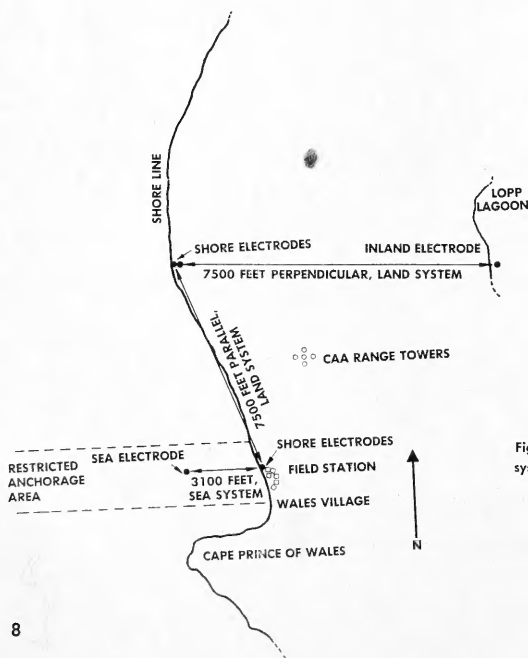 SHORE LINE
LOPP
LAGOON
SHORE ELECTRODES
INLAND ELECTRODE
7500 FEET PERPENDICULAR, LAND SYSTEM
7500 FEET PARALLEL,
LAND SYSTEM
CAA RANGE TOWERS
SHORE ELECTRODES
SEA ELECTRODE
RESTRICTED
ANCHORAGE
AREA
FIELD STATION
3100 FEET,
SEA SYSTEM
WALES VILLAGE
CAPE PRINCE OF WALES
N
Fig
sys
8